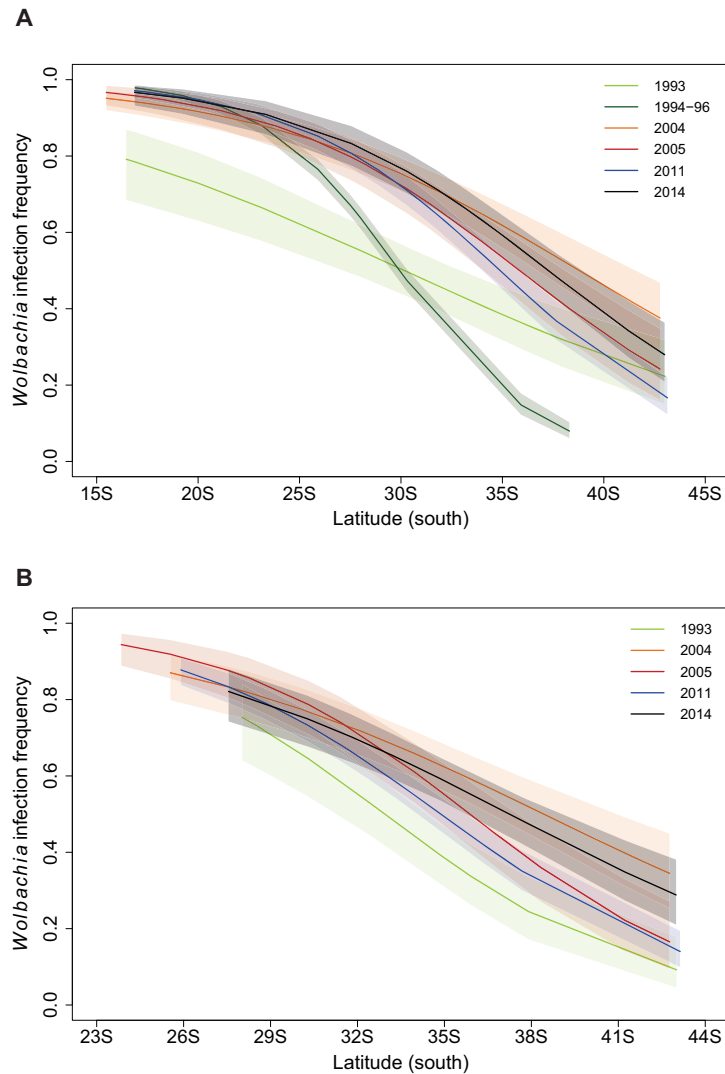 A
Wolbachia infection frequency
1.0
0.8
0.6
0.4
0.2
0.0
1993
1994−96
2004
2005
2011
2014
15S 20S 25S 30S 35S 40S 45S
Latitude (south)
B
Wolbachia infection frequency
1.0
0.8
0.6
0.4
0.2
0.0
1993
2004
2005
2011
2014
23S 26S 29S 32S 35S 38S 41S 44S
Latitude (south)